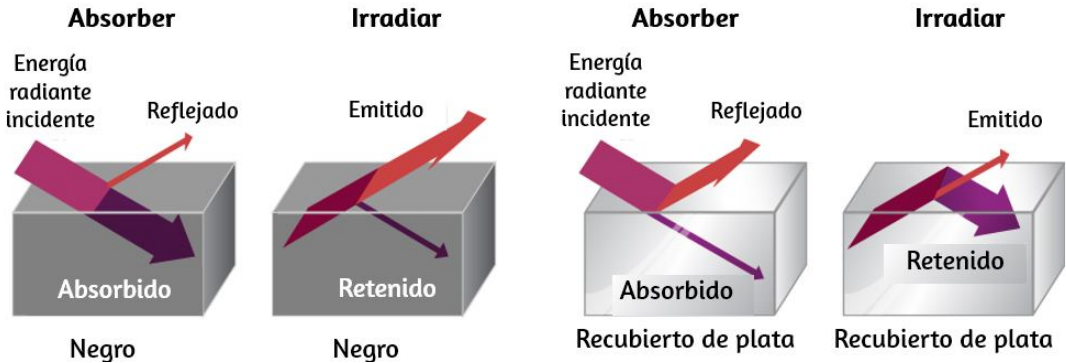 Absorber
Energía
radiante
incidente
Reflejado
Absorbido
Negro
Irradiar
Emitido
Retenido
Negro
Absorber
Energía
radiante
incidente
Reflejado
Absorbido
Recubierto de plata
Irradiar
Emitido
Retenido
Recubierto de plata